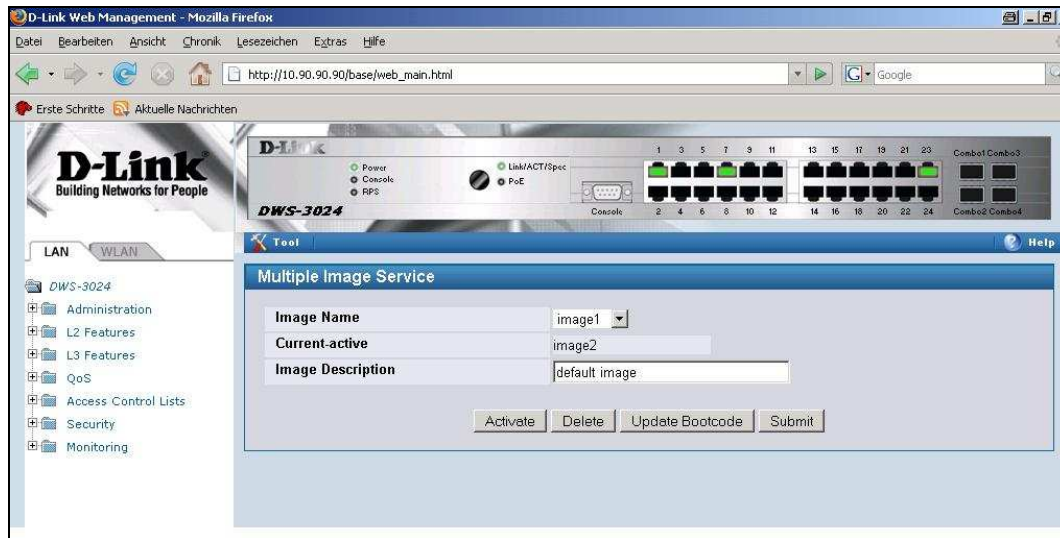 D-Link Web Management - Mozilla Firefox
Datei Bearbeiten Ansicht Chronik Lesezeichen Extras Hilfe
http://10.90.90.90/base/web_main.html
Google
Erste Schritte Aktuelle Nachrichten
D-Link
Building Networks for People
D-Link
Power
Console
RPS
Link/ACT/Spec
PoE
DWS-3024
Console
1 3 5 7 9 11 13 15 17 19 21 23 Combo1 Combo3
2 4 6 8 10 12 14 16 18 20 22 24 Combo2 Combo4
LAN WLAN
Tool Help
DWS-3024
Administration
L2 Features
L3 Features
QoS
Access Control Lists
Security
Monitoring
Multiple Image Service
Image Name image1
Current-active image2
Image Description default image
Activate Delete Update Bootcode Submit